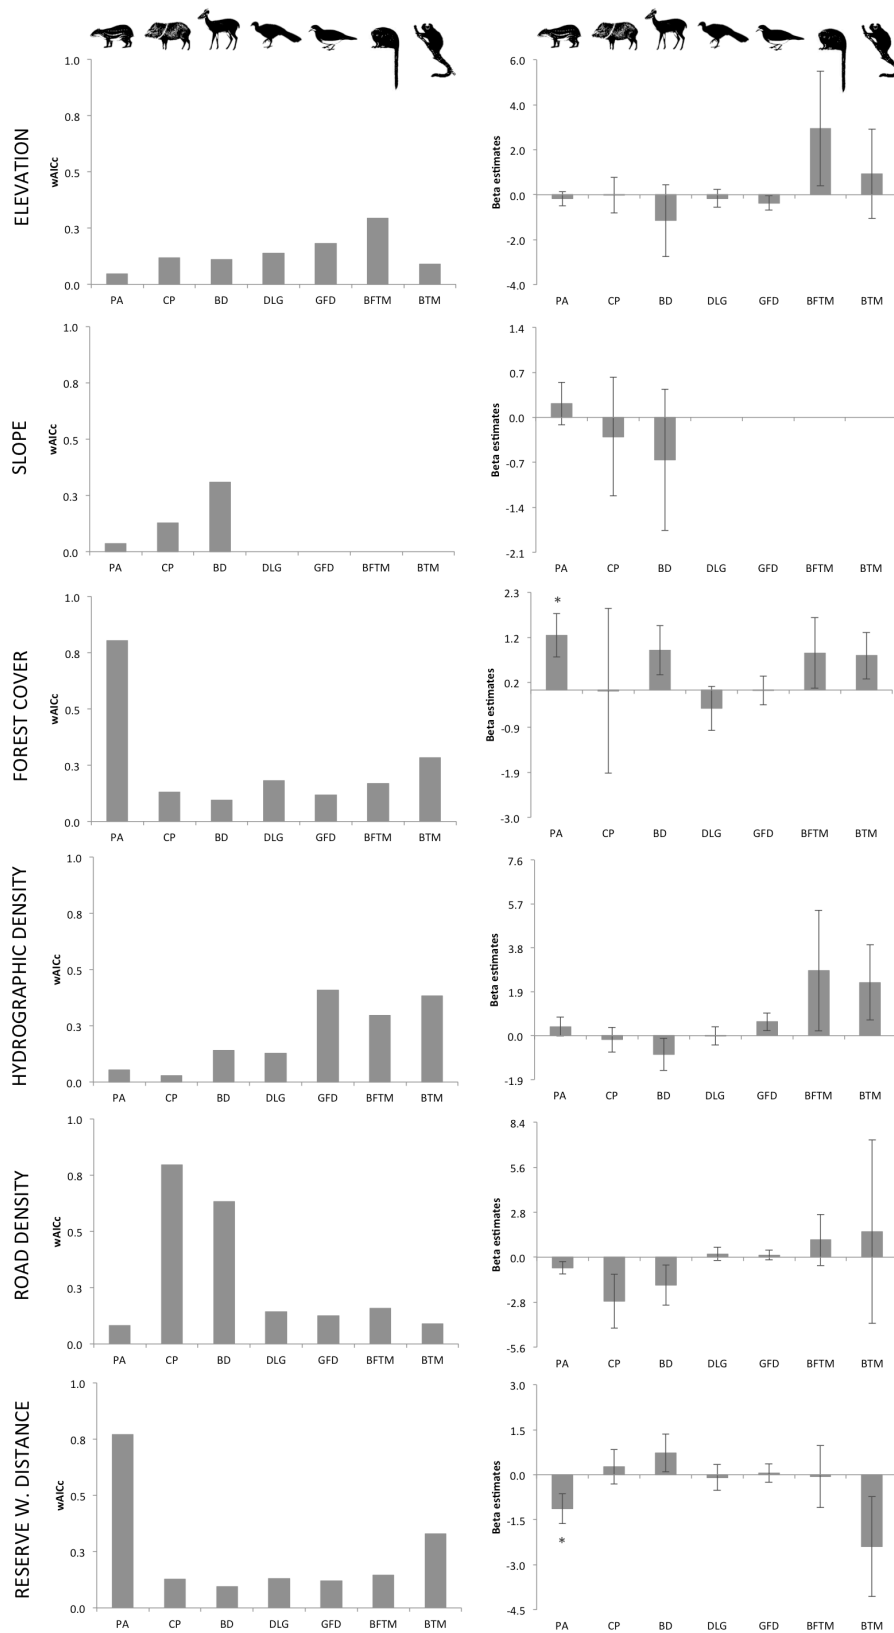 1.0 6.0
0.8 4.0
0.5 2.0
0.3 0.0
0.0 -2.0
-4.0
ELEVATION
wAICc
Beta estimates
PA CP BD DLG GFD BFTM BTM
PA CP BD DLG GFD BFTM BTM
1.0 1.4
0.8 0.7
0.5 0.0
0.3 -0.7
0.0 -1.4
-2.1
SLOPE
wAICc
Beta estimates
PA CP BD DLG GFD BFTM BTM
PA CP BD DLG GFD BFTM BTM
1.0 2.3
0.8 1.2
0.5 0.2
0.3 -0.9
0.0 -1.9
-3.0
FOREST COVER
wAICc
Beta estimates
*
PA CP BD DLG GFD BFTM BTM
PA CP BD DLG GFD BFTM BTM
1.0 7.6
0.8 5.7
0.5 3.8
0.3 1.9
0.0 0.0
-1.9
HYDROGRAPHIC DENSITY
wAICc
Beta estimates
PA CP BD DLG GFD BFTM BTM
PA CP BD DLG GFD BFTM BTM
1.0 8.4
0.8 5.6
0.5 2.8
0.3 0.0
0.0 -2.8
-5.6
ROAD DENSITY
wAICc
Beta estimates
PA CP BD DLG GFD BFTM BTM
PA CP BD DLG GFD BFTM BTM
1.0 3.0
0.8 1.5
0.5 0.0
0.3 -1.5
0.0 -3.0
-4.5
RESERVE W. DISTANCE
wAICc
Beta estimates
*
PA CP BD DLG GFD BFTM BTM
PA CP BD DLG GFD BFTM BTM